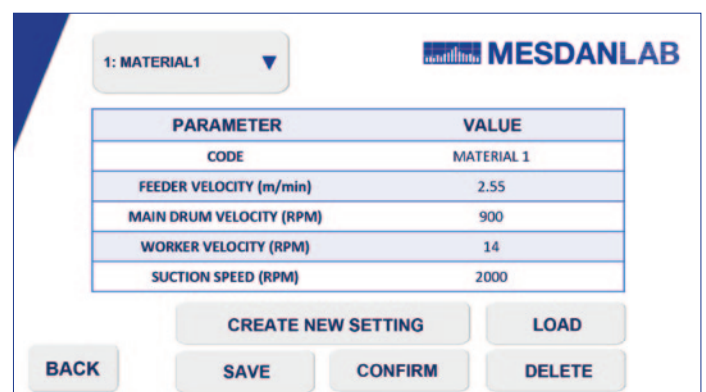 1: MATERIAL1 ▼
MESDANLAB
PARAMETER VALUE
CODE MATERIAL 1
FEEDER VELOCITY (m/min) 2.55
MAIN DRUM VELOCITY (RPM) 900
WORKER VELOCITY (RPM) 14
SUCTION SPEED (RPM) 2000
CREATE NEW SETTING LOAD
BACK SAVE CONFIRM DELETE